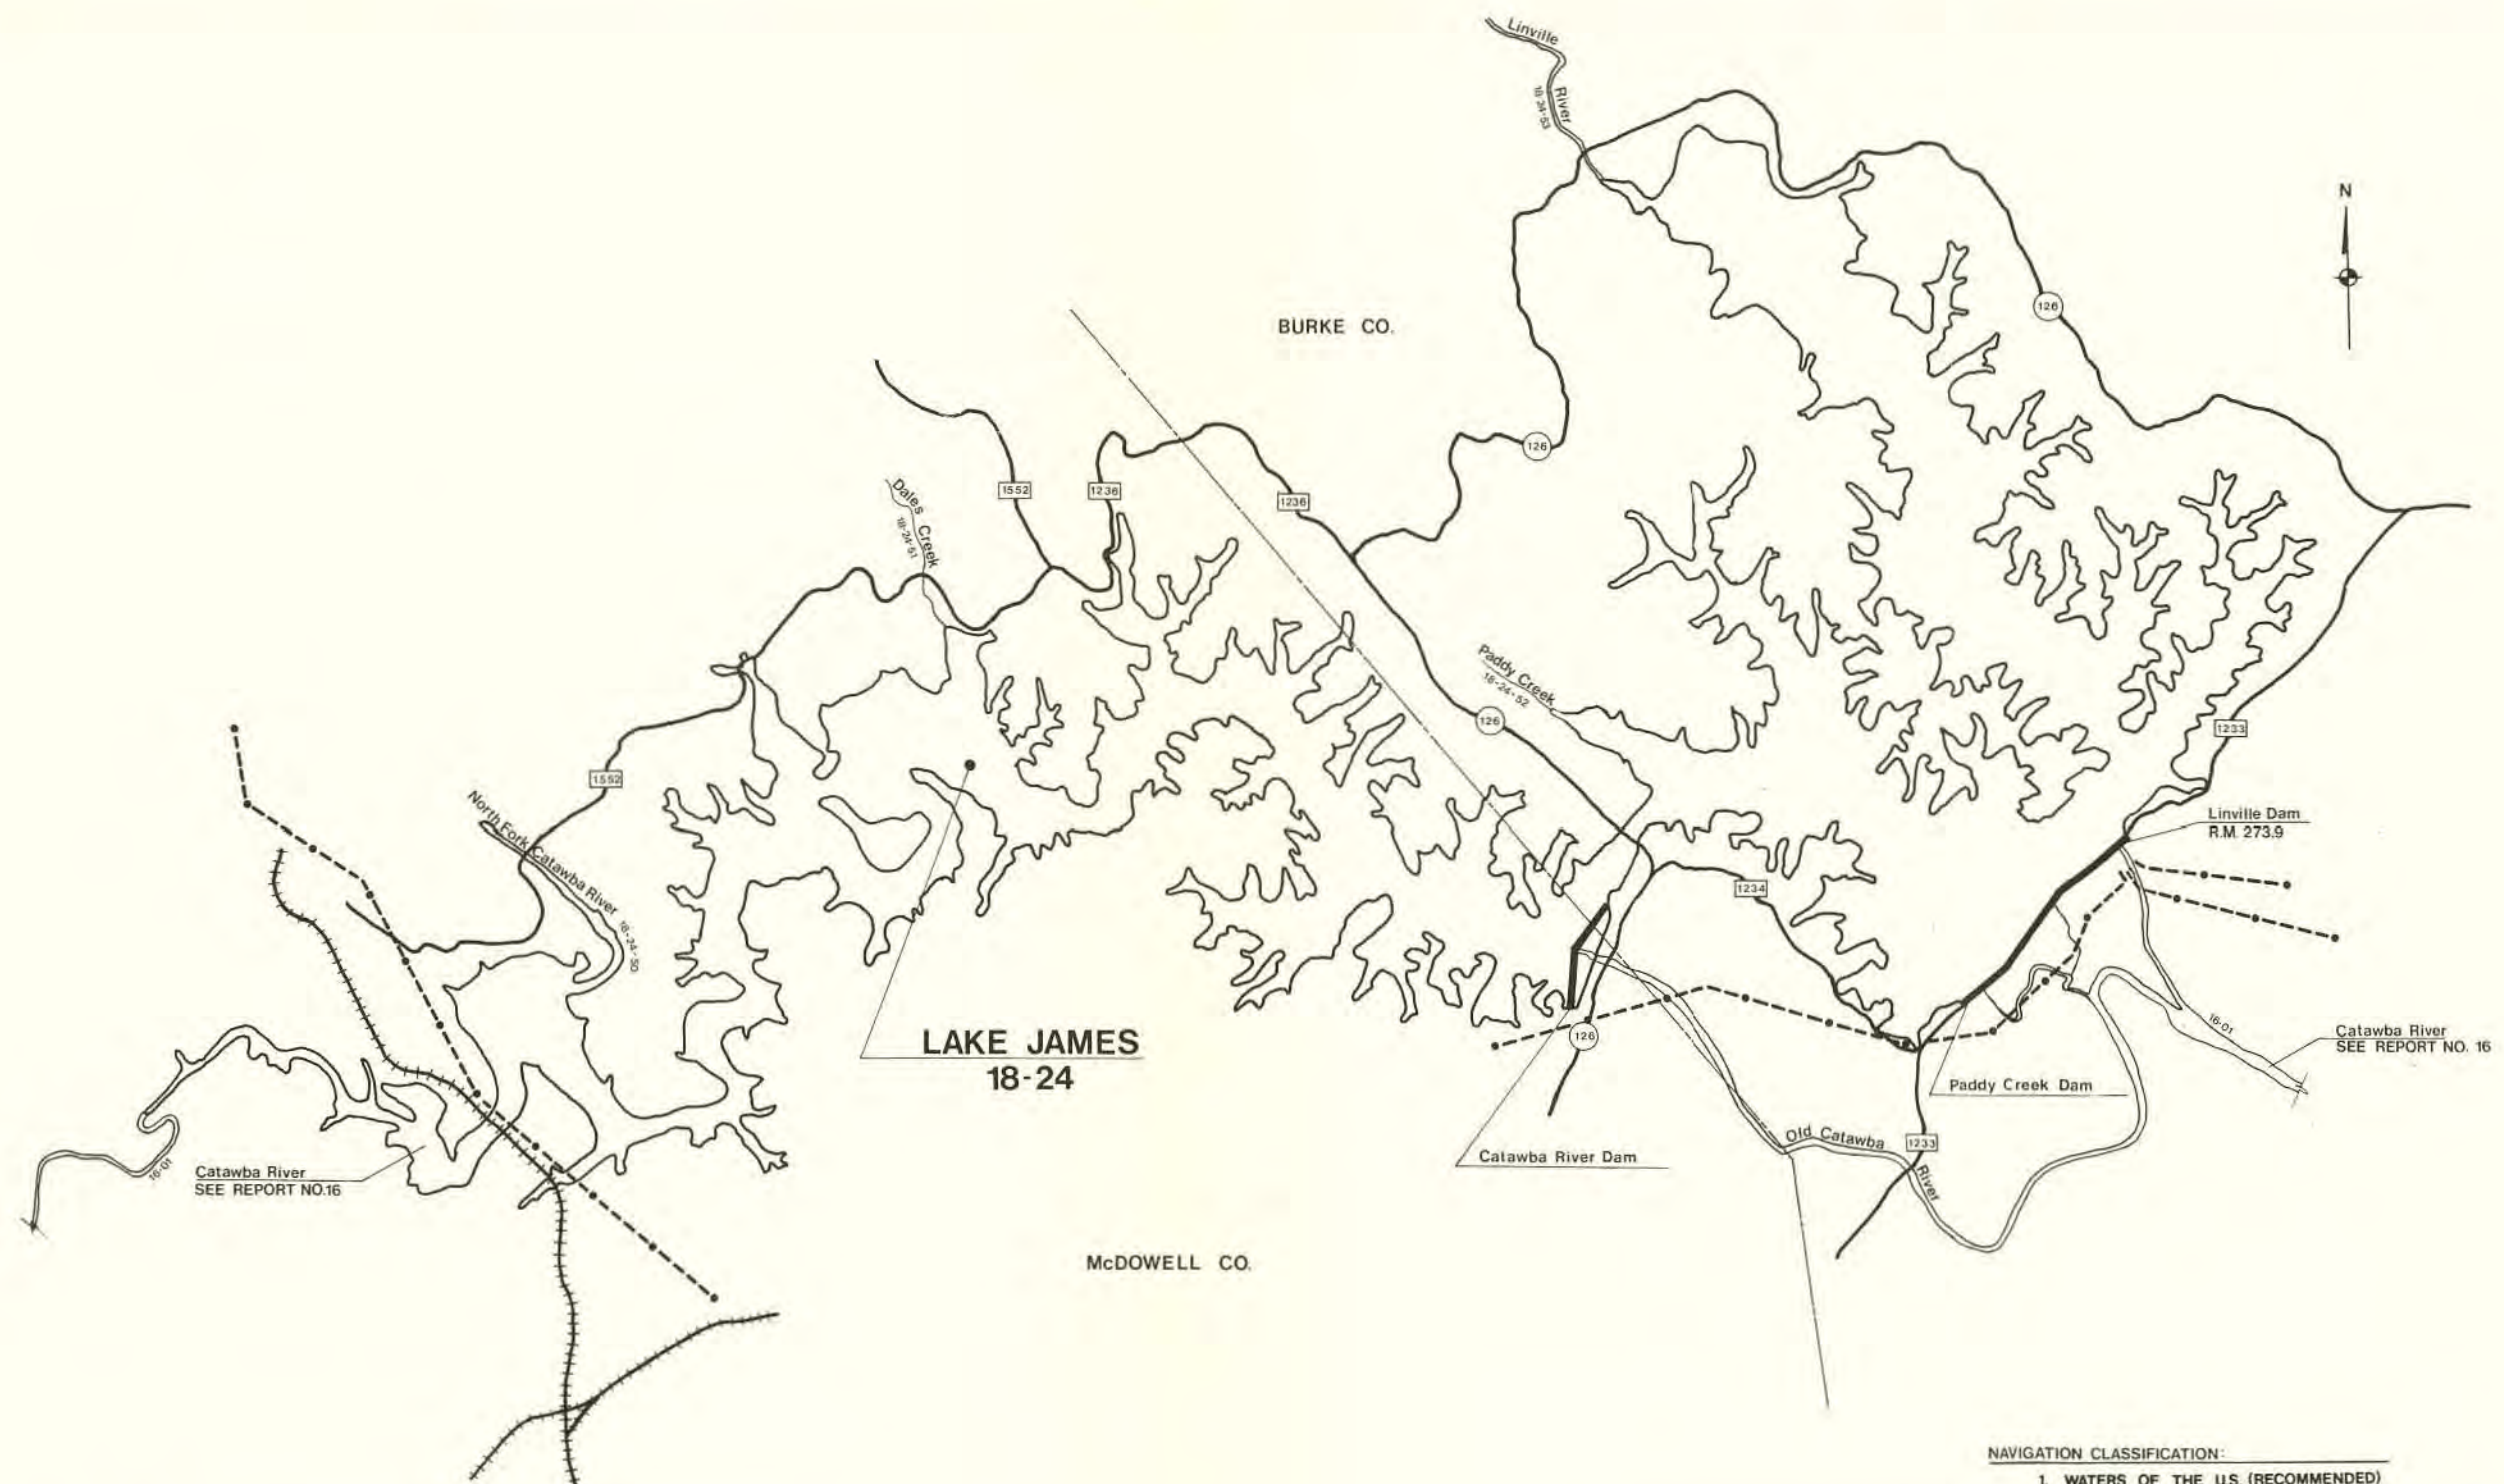 Linville
River
18-24-53
N
126
BURKE CO.
126
1552
1236
1236
Dales Creek
18-24-51
Paddy Creek
18-24-52
126
1233
1552
North Fork Catawba River 18-24-50
Linville Dam
R.M. 273.9
1234
LAKE JAMES
18-24
126
16-01
Catawba River
SEE REPORT NO. 16
Paddy Creek Dam
Old Catawba
River
1233
Catawba River Dam
16-01
Catawba River
SEE REPORT NO.16
McDOWELL CO.
NAVIGATION CLASSIFICATION:
1. WATERS OF THE U.S. (RECOMMENDED)